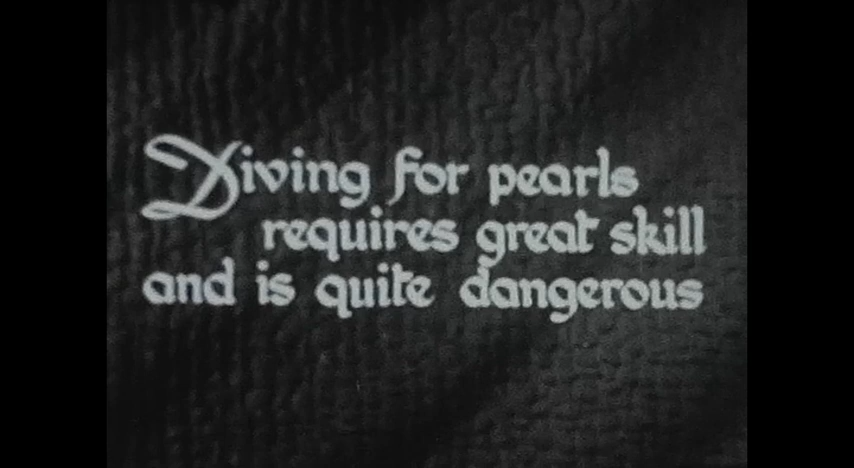 Diving for pearls
requires great skill
and is quite dangerous